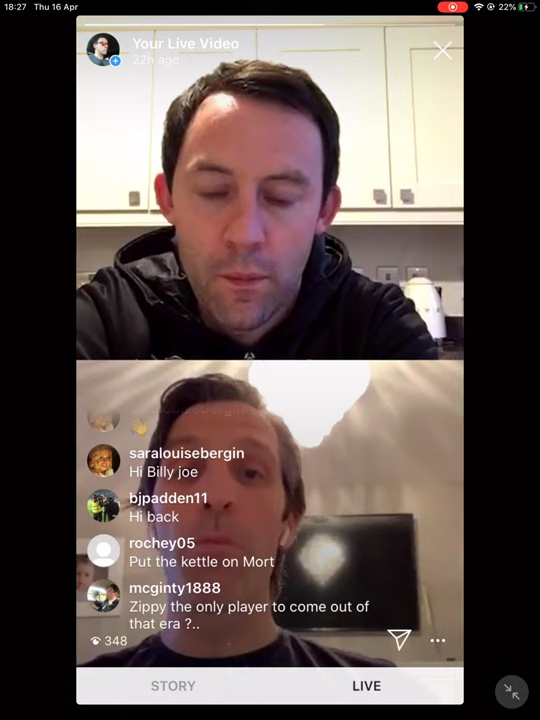 18:27 Thu 16 Apr
22%
Your Live Video
22h ago
saralouisebergin
Hi Billy joe
bjpadden11
Hi back
rochey05
Put the kettle on Mort
mcginty1888
Zippy the only player to come out of
that era ?..
348
STORY
LIVE